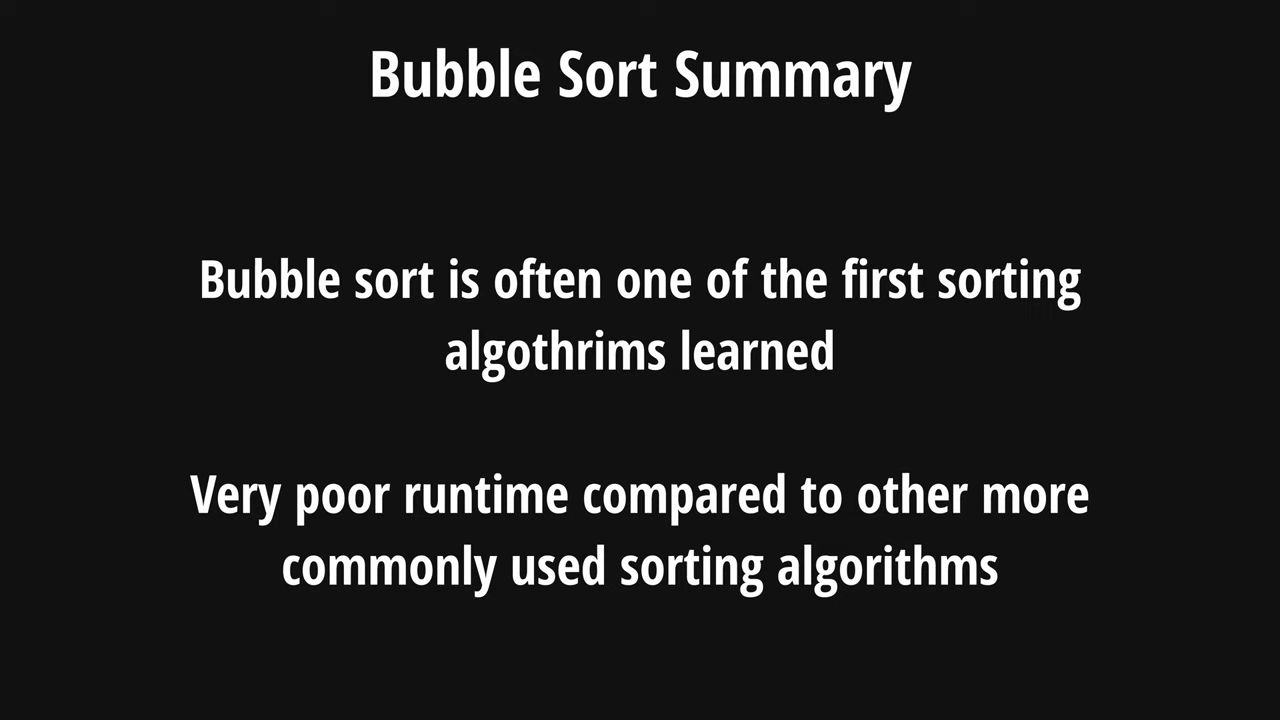 Bubble Sort Summary
Bubble sort is often one of the first sorting
algothrims learned
Very poor runtime compared to other more
commonly used sorting algorithms